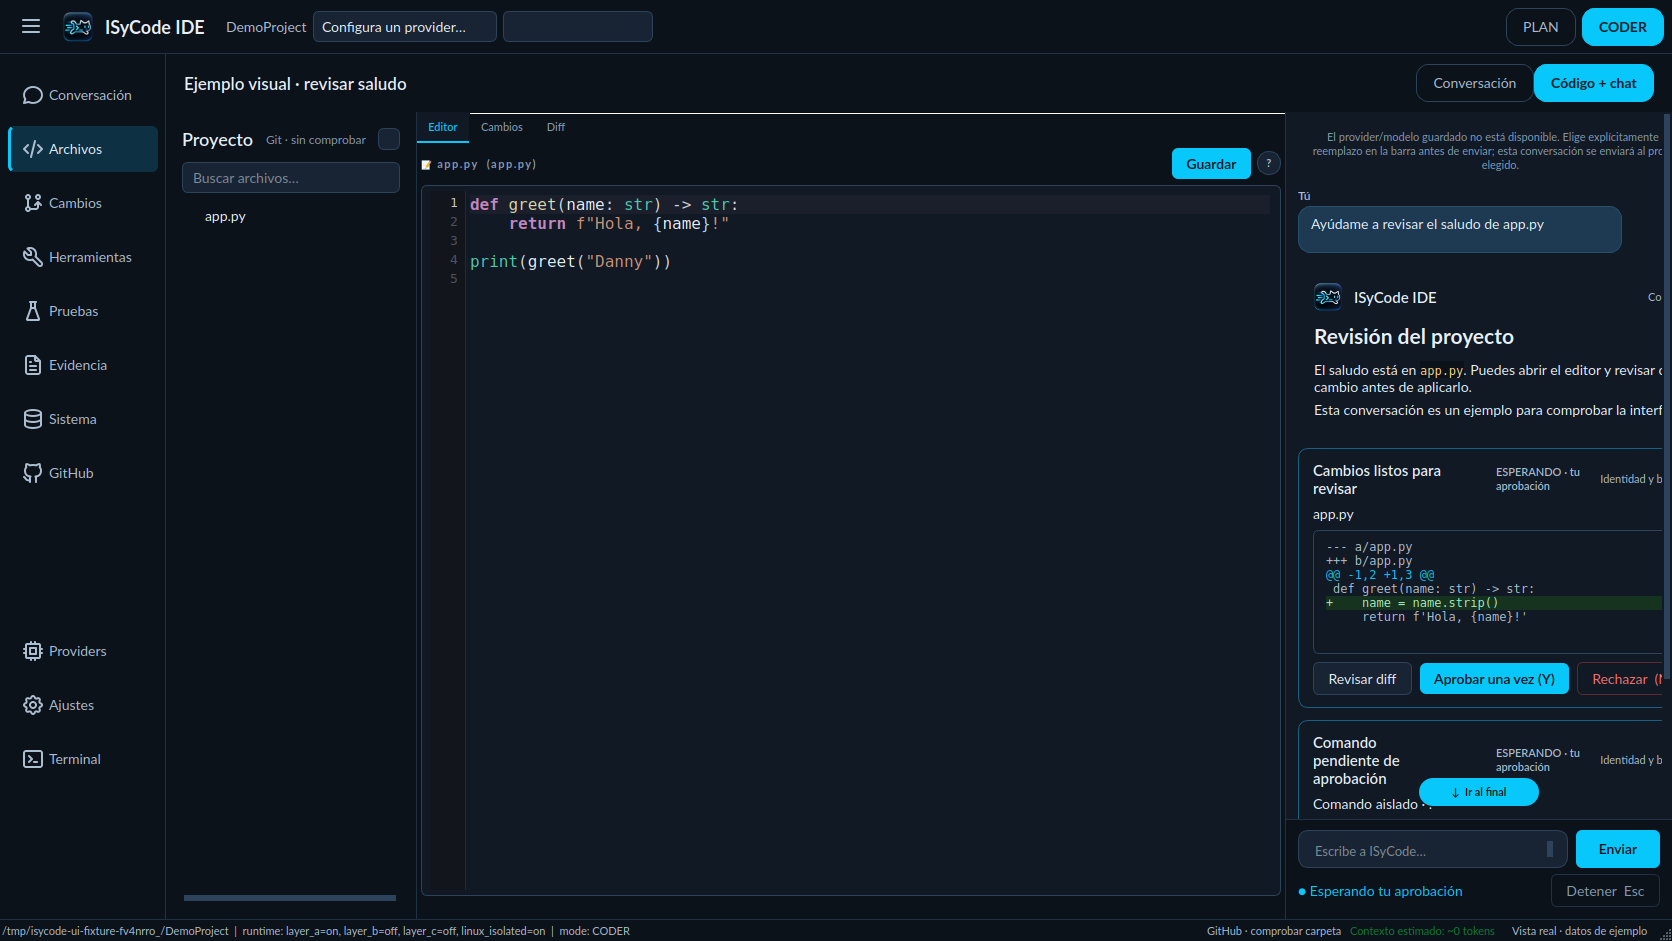 ISyCode IDE
DemoProject
Configura un provider...
PLAN
CODER
Conversación
Archivos
Cambios
Herramientas
Pruebas
Evidencia
Sistema
GitHub
Providers
Ajustes
Terminal
Ejemplo visual · revisar saludo
Conversación
Código + chat
Proyecto
Git · sin comprobar
Buscar archivos...
app.py
Editor
Cambios
Diff
app.py (app.py)
Guardar
?
1 def greet(name: str) -> str:
2     return f"Hola, {name}!"
3
4 print(greet("Danny"))
5
El provider/modelo guardado no está disponible. Elige explícitamente
reemplazo en la barra antes de enviar; esta conversación se enviará al
elegido.
Tú
Ayúdame a revisar el saludo de app.py
ISyCode IDE
Co
Revisión del proyecto
El saludo está en app.py. Puedes abrir el editor y revisar
cambio antes de aplicarlo.
Esta conversación es un ejemplo para comprobar la
Cambios listos para
revisar
ESPERANDO · tu
aprobación
Identidad y b
app.py
--- a/app.py
+++ b/app.py
@@ -1,2 +1,3 @@
 def greet(name: str) -> str:
+    name = name.strip()
     return f'Hola, {name}!'
Revisar diff
Aprobar una vez (Y)
Rechazar
Comando
pendiente de
aprobación
ESPERANDO · tu
aprobación
Identidad y b
Comando aislado ·
↓ Ir al final
Escribe a ISyCode...
Enviar
● Esperando tu aprobación
Detener Esc
/tmp/isycode-ui-fixture-fv4nrro_/DemoProject | runtime: layer_a=on, layer_b=off, layer_c=off, linux_isolated=on | mode: CODER
GitHub · comprobar carpeta
Contexto estimado: ~0 tokens
Vista real · datos de ejemplo